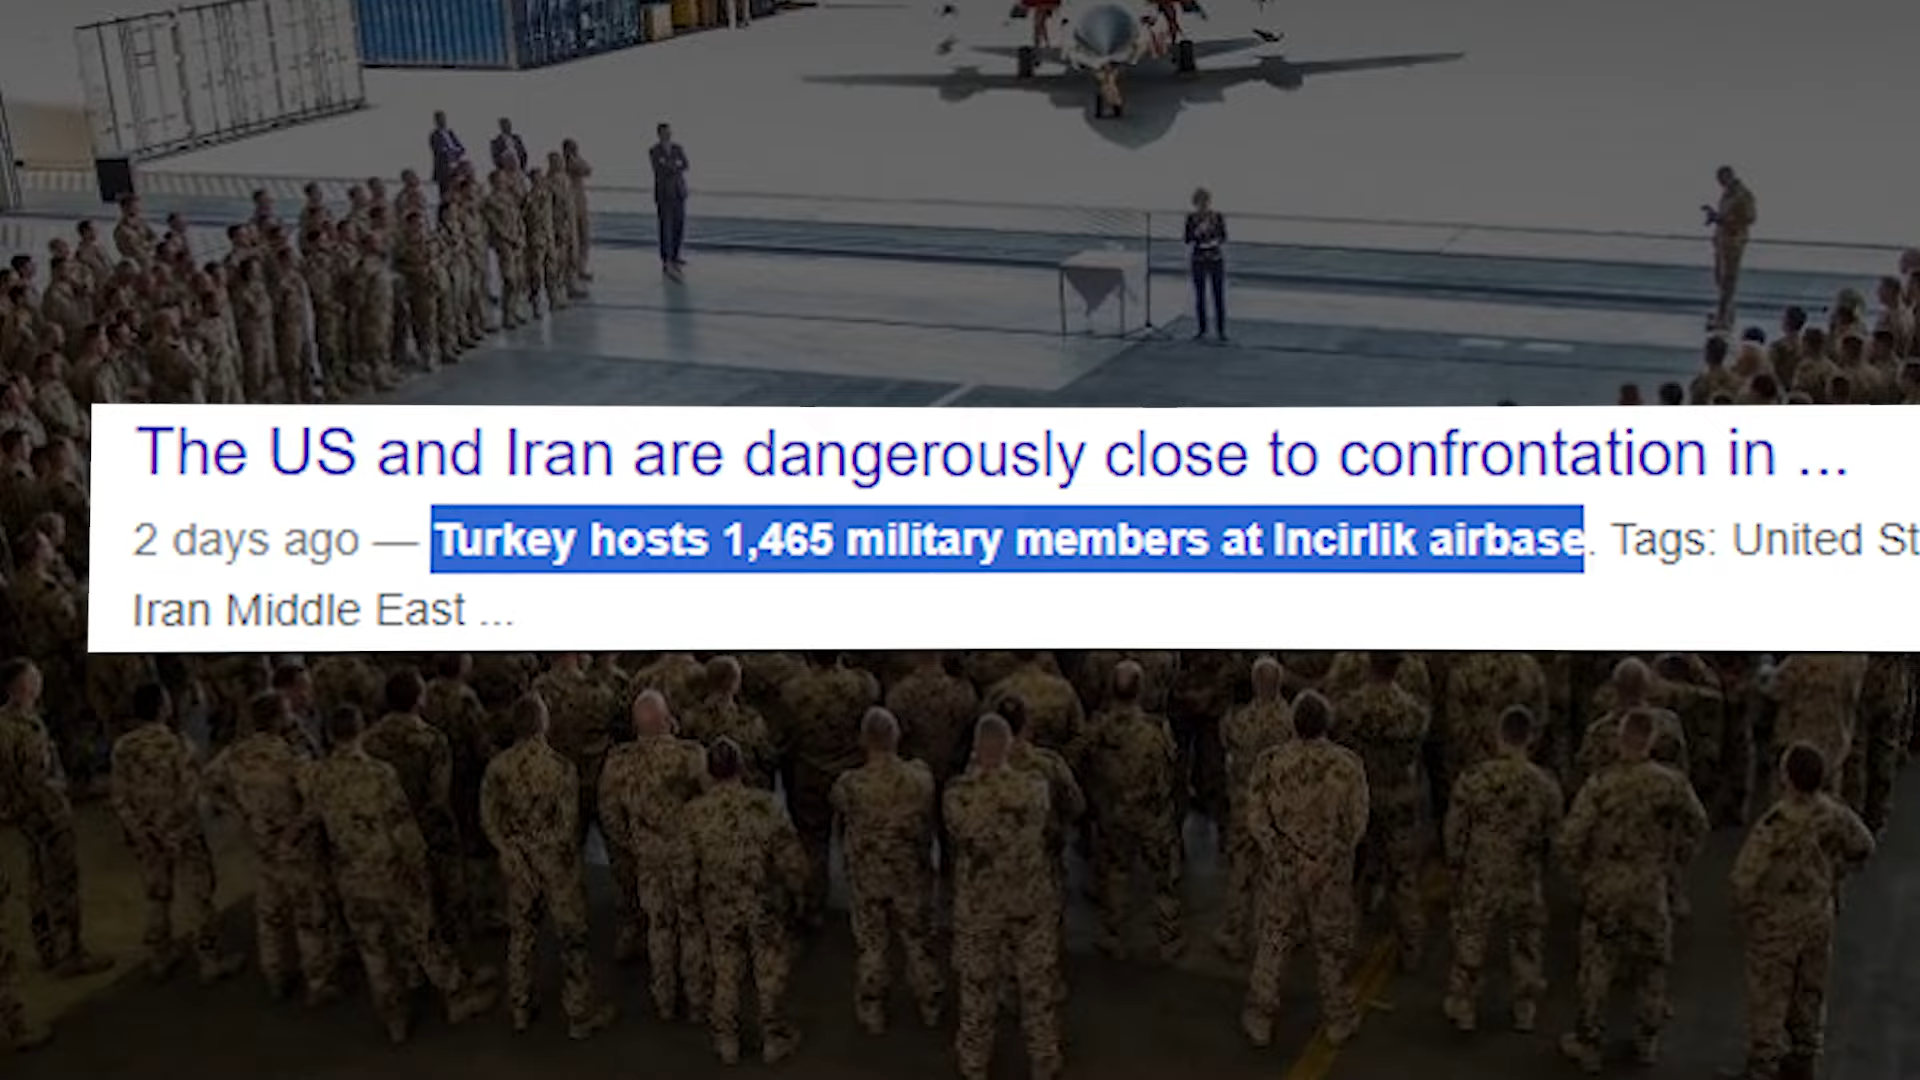 The US and Iran are dangerously close to confrontation in ...
2 days ago — Turkey hosts 1,465 military members at Incirlik airbase. Tags: United St
Iran Middle East ...